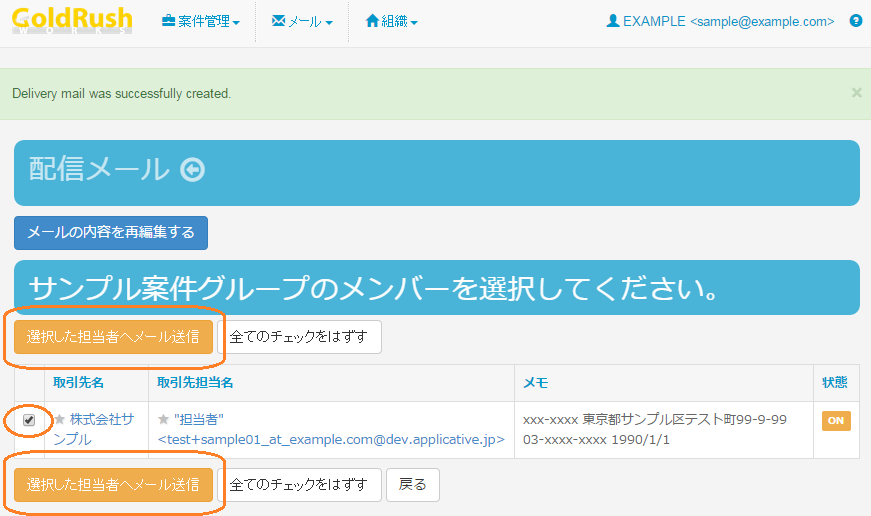 GoldRush
WORKS
案件管理
メール
組織
EXAMPLE <sample@example.com>
Delivery mail was successfully created.
×
配信メール
メールの内容を再編集する
サンプル案件グループのメンバーを選択してください。
選択した担当者へメール送信 全てのチェックをはずす
取引先名 取引先担当名 メモ 状態
株式会社サ
ンプル
"担当者"
<test+sample01_at_example.com@dev.applicative.jp>
xxx-xxxx 東京都サンプル区テスト町99-9-99
03-xxxx-xxxx 1990/1/1
ON
選択した担当者へメール送信 全てのチェックをはずす 戻る